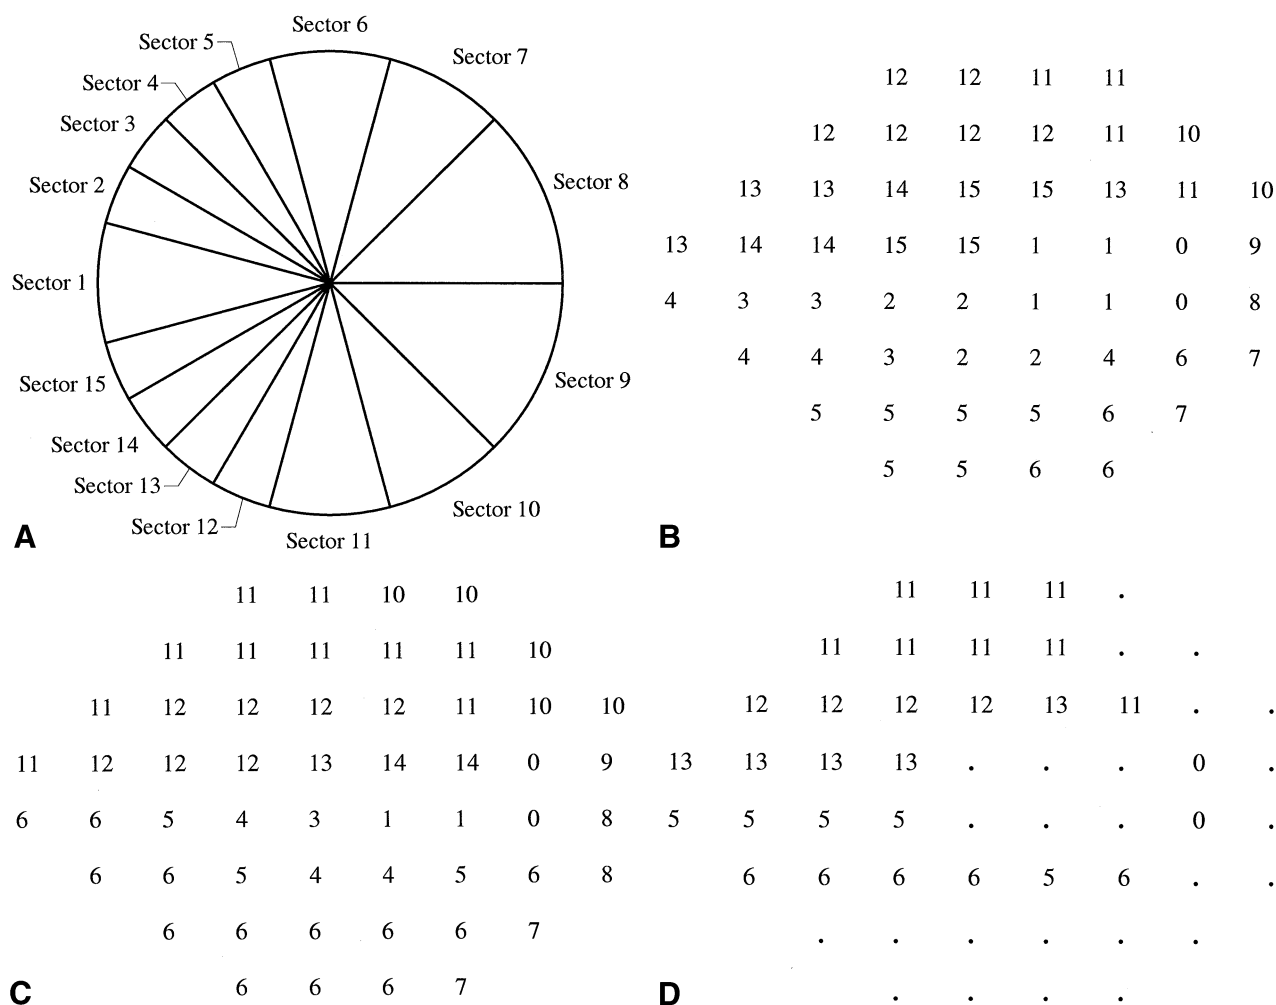 Sector 6
Sector 5
Sector 7
Sector 4
Sector 3
Sector 2
Sector 8
Sector 1
Sector 15
Sector 9
Sector 14
Sector 13
Sector 10
Sector 12
Sector 11
A
12 12 11 11
12 12 12 12 11 10
13 13 14 15 15 13 11 10
13 14 14 15 15 1 1 0 9
4 3 3 2 2 1 1 0 8
4 4 3 2 2 4 6 7
5 5 5 5 6 7
5 5 6 6
B
11 11 10 10
11 11 11 11 11 10
11 12 12 12 12 11 10 10
11 12 12 12 13 14 14 0 9
6 6 5 4 3 1 1 0 8
6 6 5 4 4 5 6 8
6 6 6 6 6 7
6 6 6 7
C
11 11 11 .
11 11 11 11 . .
12 12 12 12 13 11 . .
13 13 13 13 . . . 0 .
5 5 5 5 . . . 0 .
6 6 6 6 5 6 . .
. . . . . .
. . . .
D